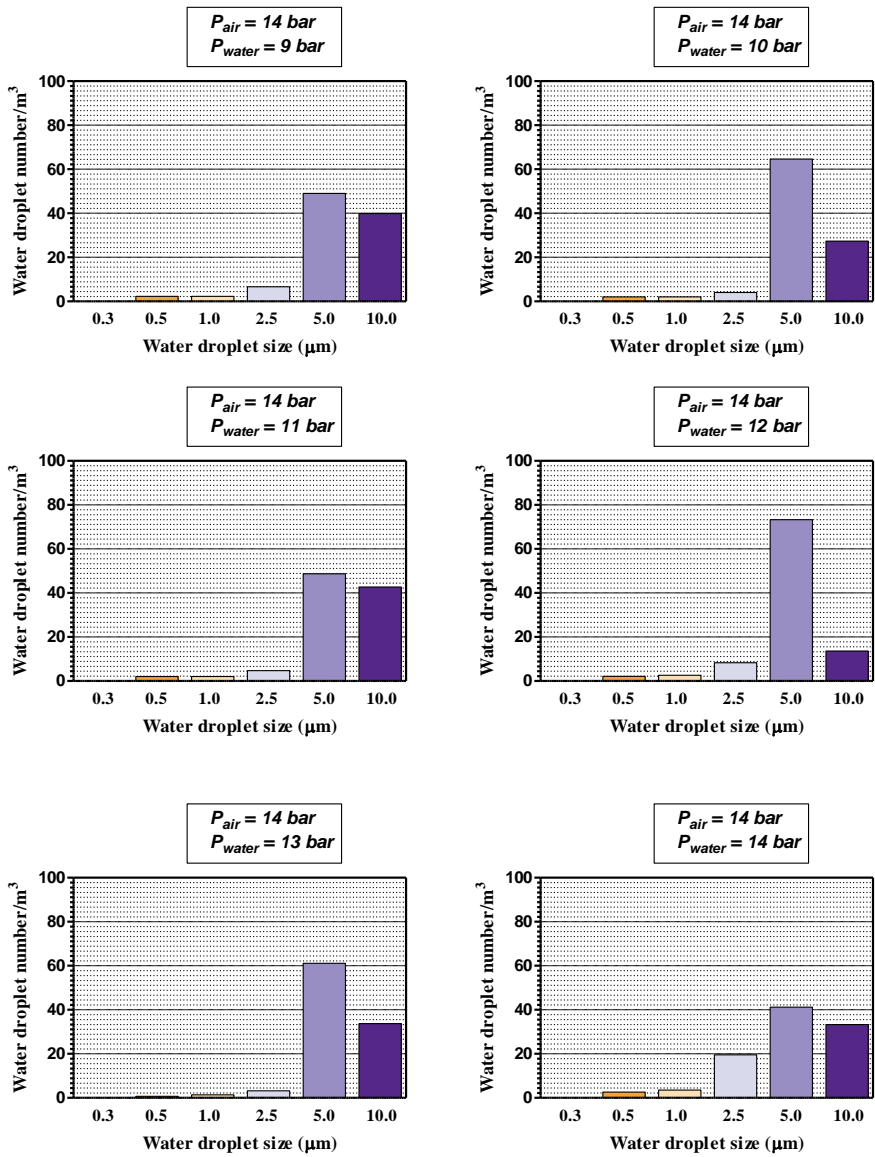 P_air = 14 bar
P_water = 9 bar
Water droplet number/m³
100
80
60
40
20
0
0.3 0.5 1.0 2.5 5.0 10.0
Water droplet size (μm)
P_air = 14 bar
P_water = 10 bar
Water droplet number/m³
100
80
60
40
20
0
0.3 0.5 1.0 2.5 5.0 10.0
Water droplet size (μm)
P_air = 14 bar
P_water = 11 bar
Water droplet number/m³
100
80
60
40
20
0
0.3 0.5 1.0 2.5 5.0 10.0
Water droplet size (μm)
P_air = 14 bar
P_water = 12 bar
Water droplet number/m³
100
80
60
40
20
0
0.3 0.5 1.0 2.5 5.0 10.0
Water droplet size (μm)
P_air = 14 bar
P_water = 13 bar
Water droplet number/m³
100
80
60
40
20
0
0.3 0.5 1.0 2.5 5.0 10.0
Water droplet size (μm)
P_air = 14 bar
P_water = 14 bar
Water droplet number/m³
100
80
60
40
20
0
0.3 0.5 1.0 2.5 5.0 10.0
Water droplet size (μm)